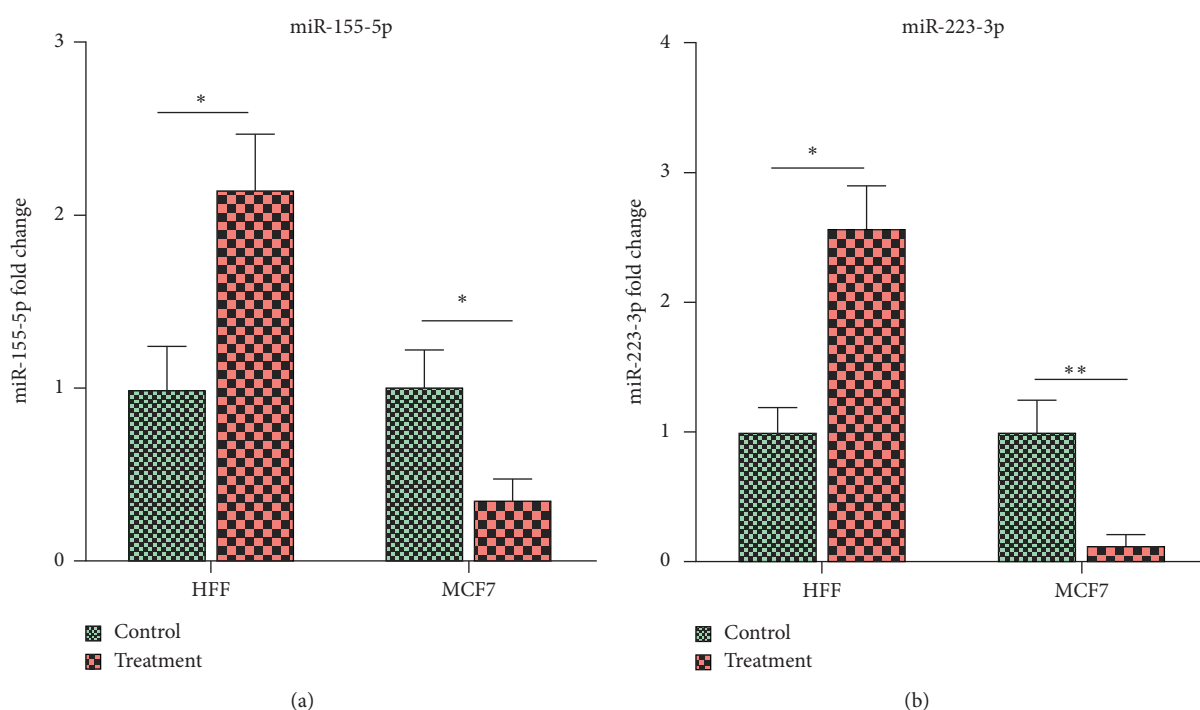 miR-155-5p
3
2
1
0
miR-155-5p fold change
*
*
HFF
MCF7
Control
Treatment
(a)
miR-223-3p
4
3
2
1
0
miR-223-3p fold change
*
**
HFF
MCF7
Control
Treatment
(b)